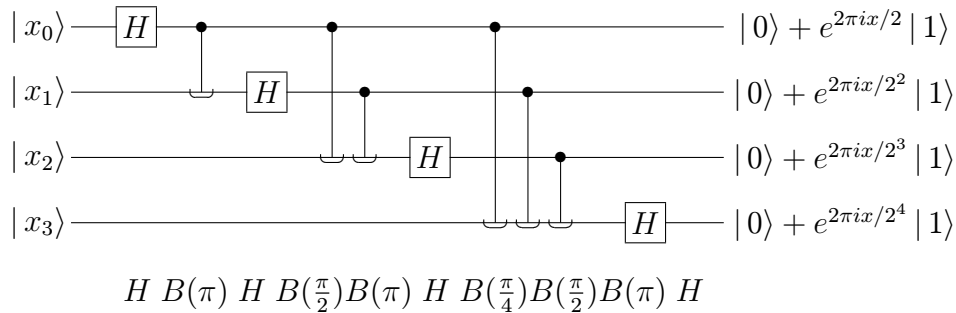 | x₀⟩ H | 0⟩ + e^{2πix/2} | 1⟩
| x₁⟩ H | 0⟩ + e^{2πix/2²} | 1⟩
| x₂⟩ H | 0⟩ + e^{2πix/2³} | 1⟩
| x₃⟩ H | 0⟩ + e^{2πix/2⁴} | 1⟩
H B(π) H B(π/2)B(π) H B(π/4)B(π/2)B(π) H